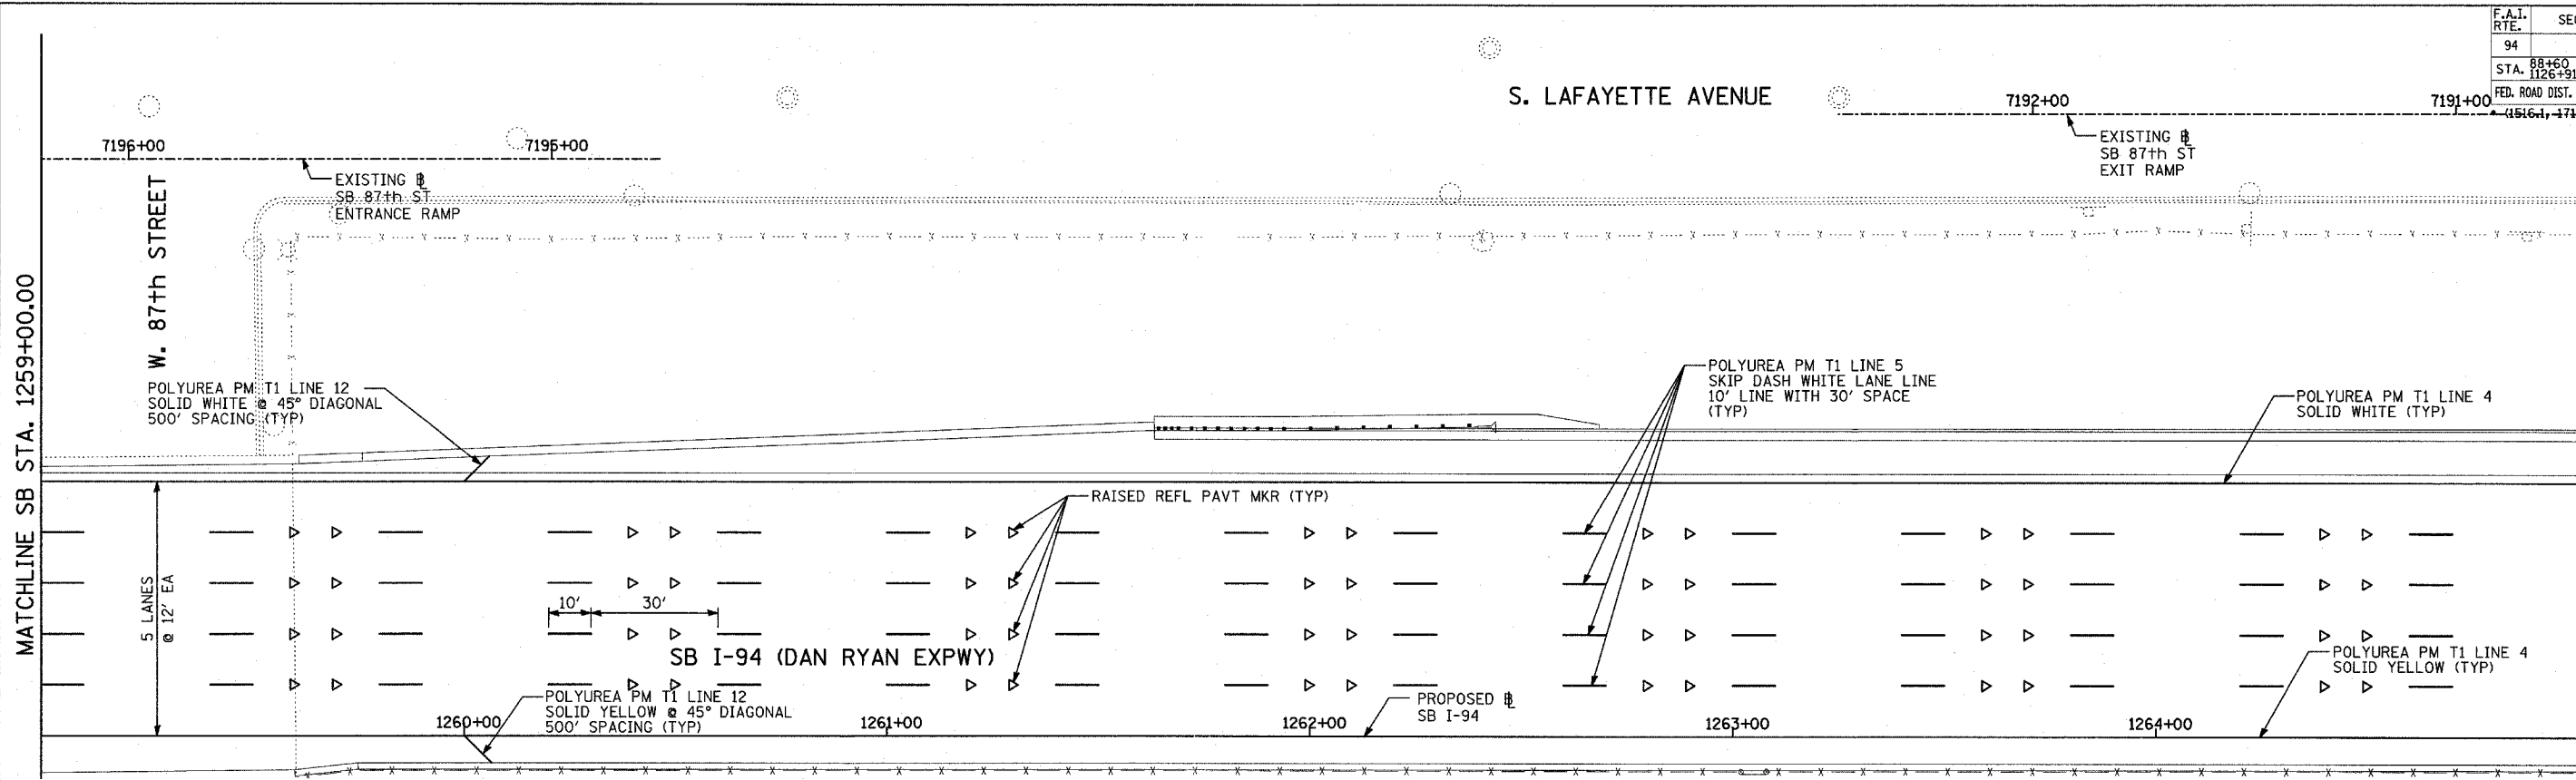 F.A.I.
RTE.
94
STA. 88+60
1126+91
FED. ROAD DIST.
S. LAFAYETTE AVENUE
7192+00
7191+00
EXISTING ℄
SB 87th ST
EXIT RAMP
7196+00
7195+00
EXISTING ℄
SB 87th ST
ENTRANCE RAMP
W. 87th STREET
MATCHLINE SB STA. 1259+00.00
POLYUREA PM T1 LINE 12
SOLID WHITE @ 45° DIAGONAL
500' SPACING (TYP)
POLYUREA PM T1 LINE 5
SKIP DASH WHITE LANE LINE
10' LINE WITH 30' SPACE
(TYP)
POLYUREA PM T1 LINE 4
SOLID WHITE (TYP)
RAISED REFL PAVT MKR (TYP)
5 LANES
@ 12' EA
10'
30'
SB I-94 (DAN RYAN EXPWY)
POLYUREA PM T1 LINE 12
SOLID YELLOW @ 45° DIAGONAL
500' SPACING (TYP)
PROPOSED ℄
SB I-94
POLYUREA PM T1 LINE 4
SOLID YELLOW (TYP)
1260+00
1261+00
1262+00
1263+00
1264+00